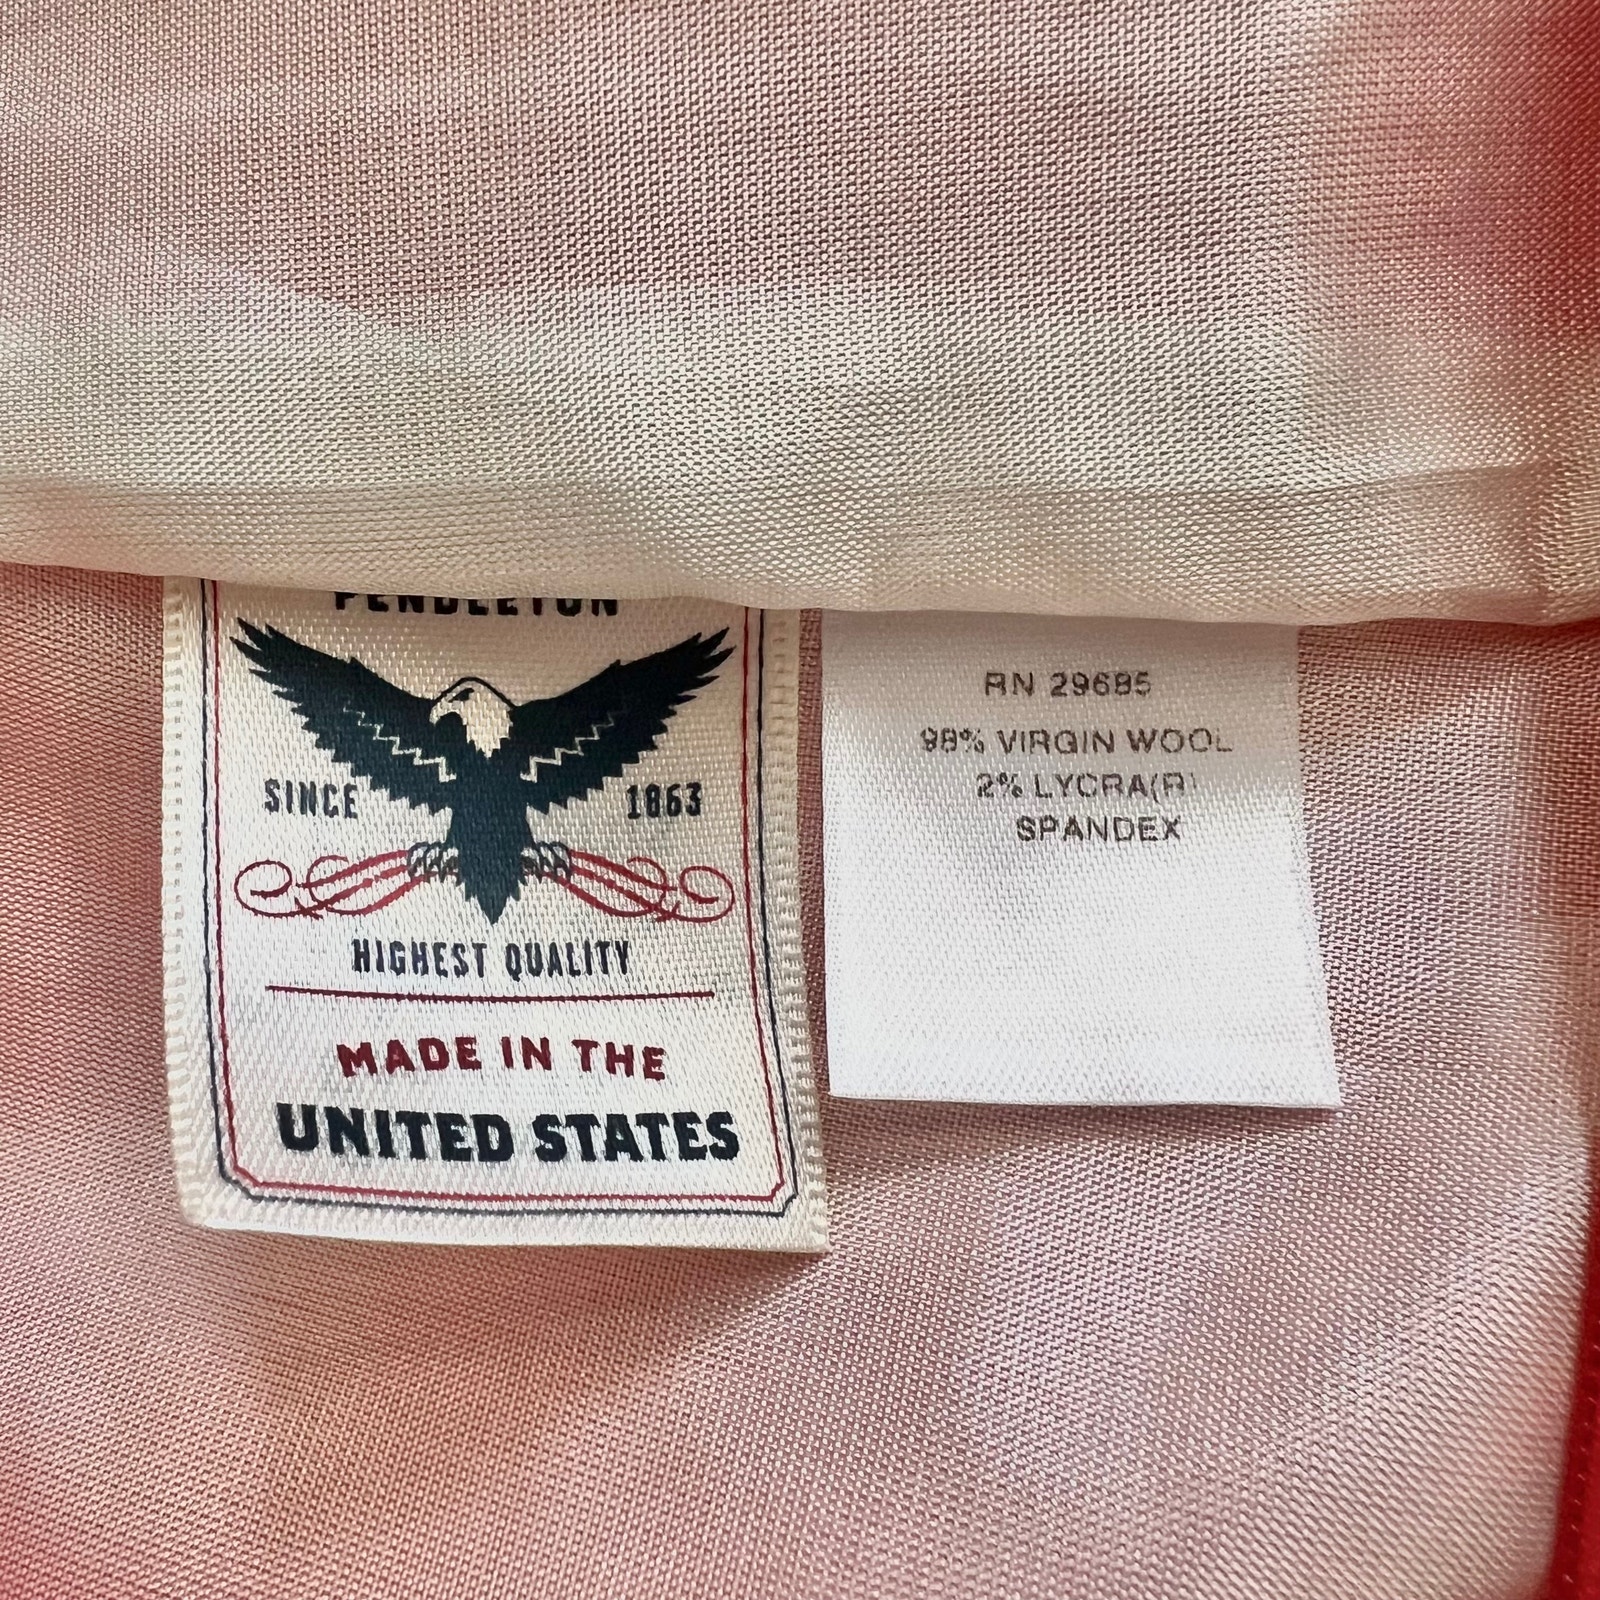 PENDLETON
SINCE 1863
HIGHEST QUALITY
MADE IN THE
UNITED STATES
RN 29685
98% VIRGIN WOOL
2% LYCRA(R)
SPANDEX